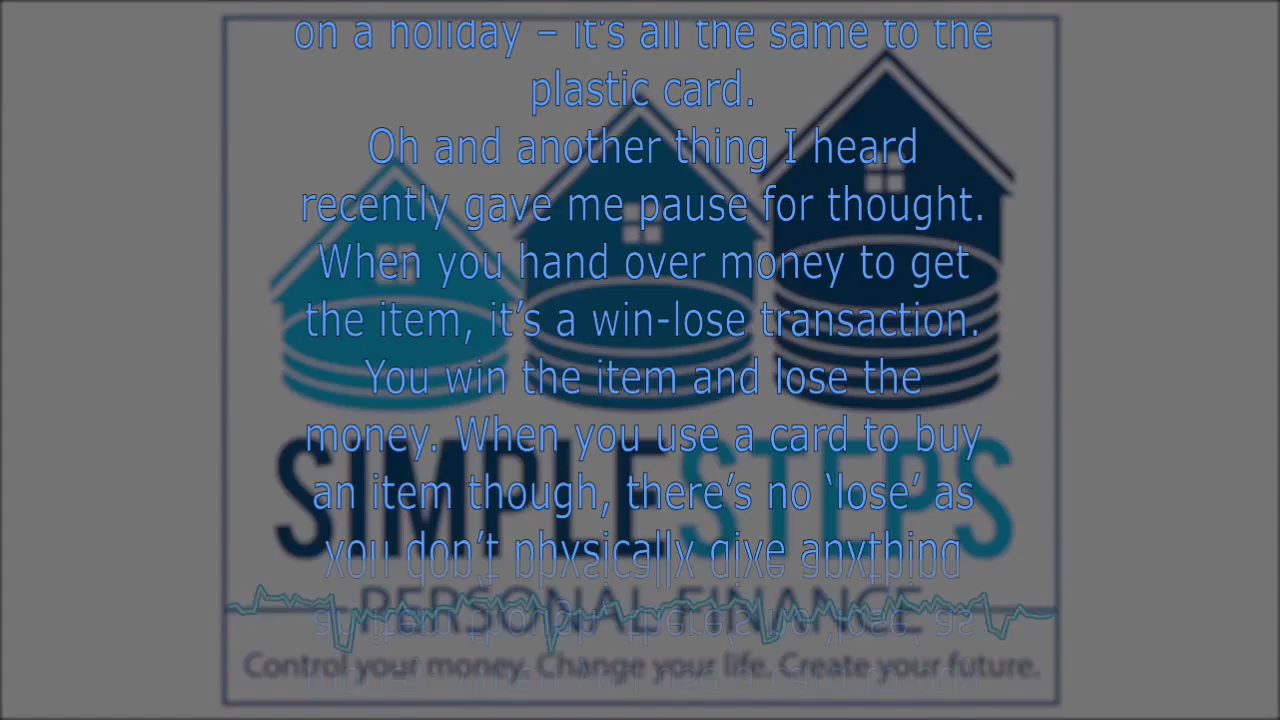 on a holiday – it’s all the same to the
plastic card.
Oh and another thing I heard
recently gave me pause for thought.
When you hand over money to get
the item, it’s a win-lose transaction.
You win the item and lose the
money. When you use a card to buy
an item though, there’s no ‘lose’ as
you don’t physically give anything
SIMPLESTEPS
PERSONAL FINANCE
Control your money. Change your life. Create your future.